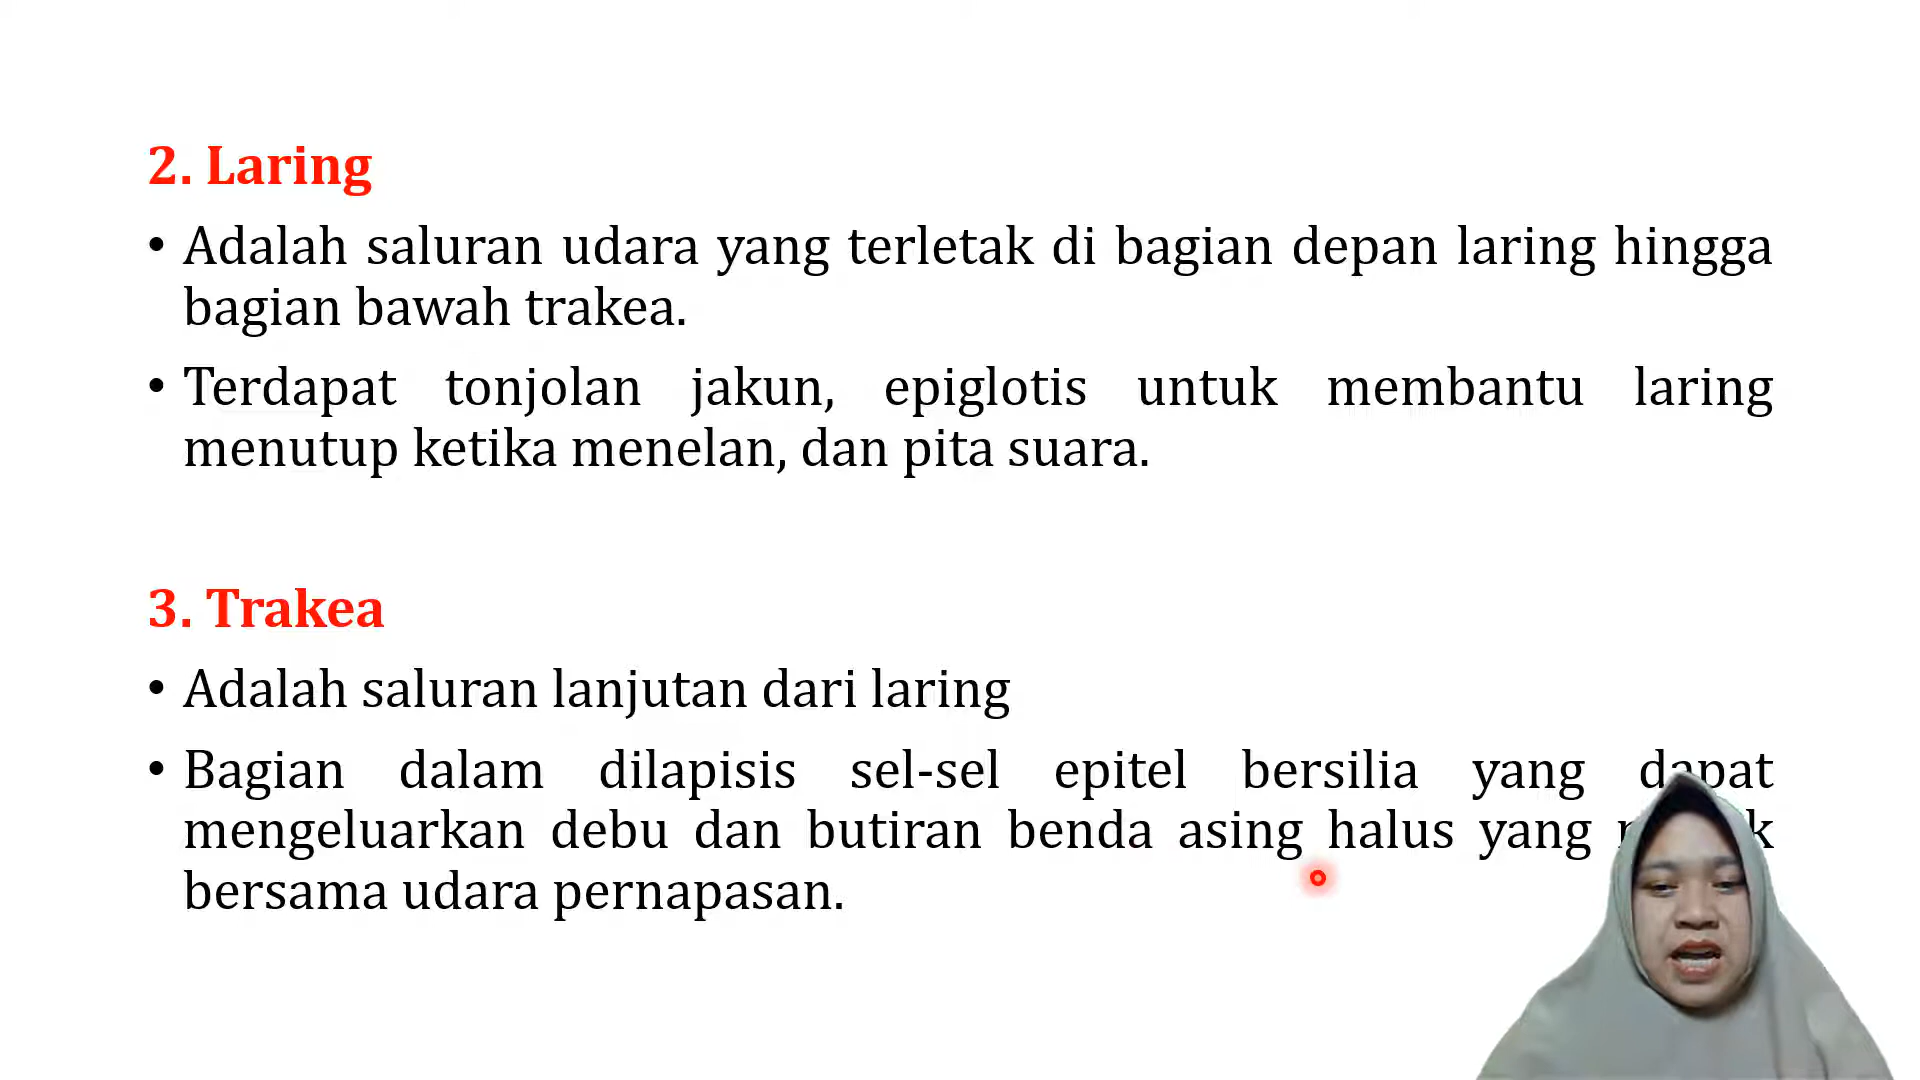 2. Laring
• Adalah saluran udara yang terletak di bagian depan laring hingga
bagian bawah trakea.
• Terdapat tonjolan jakun, epiglotis untuk membantu laring
menutup ketika menelan, dan pita suara.
3. Trakea
• Adalah saluran lanjutan dari laring
• Bagian dalam dilapisis sel-sel epitel bersilia yang dapat
mengeluarkan debu dan butiran benda asing halus yang
bersama udara pernapasan.